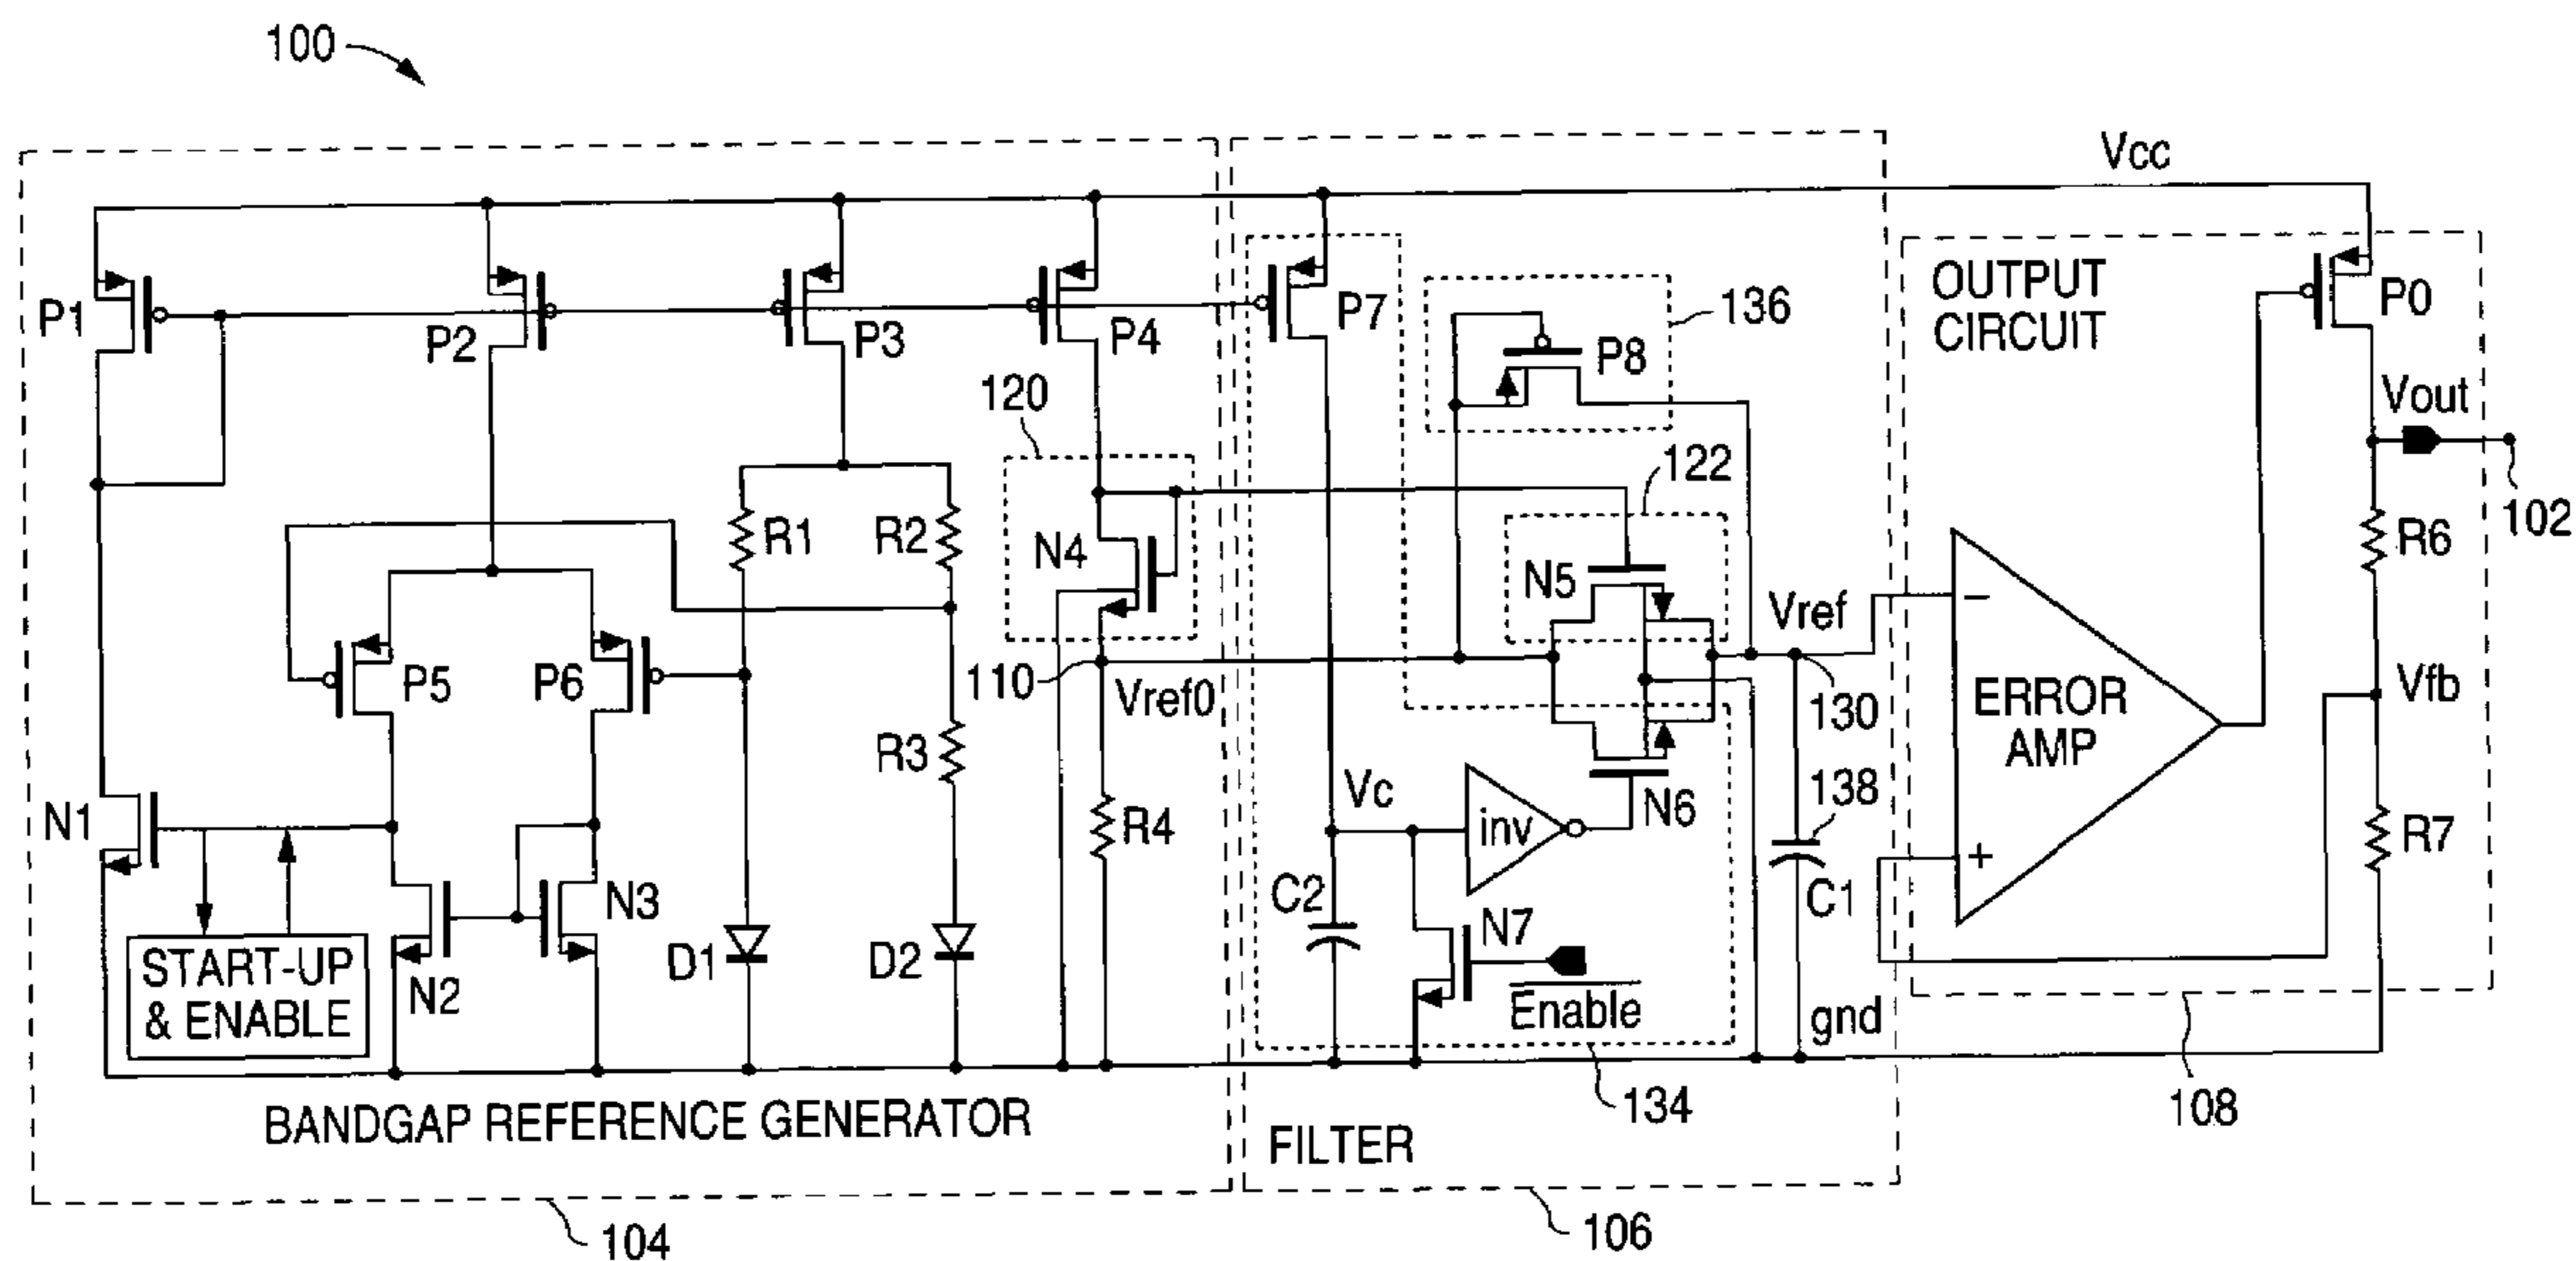 100
Vcc
P1
P2
P3
P4
P7
P8
136
OUTPUT
CIRCUIT
P0
120
122
Vout
102
R1
R2
N4
N5
R6
P5
P6
110
Vref0
Vref
130
ERROR
AMP
−
+
Vfb
R3
N1
R4
Vc
inv
N6
138
C1
R7
START-UP
& ENABLE
N2
N3
D1
D2
C2
N7
Enable
gnd
BANDGAP REFERENCE GENERATOR
FILTER
134
108
104
106